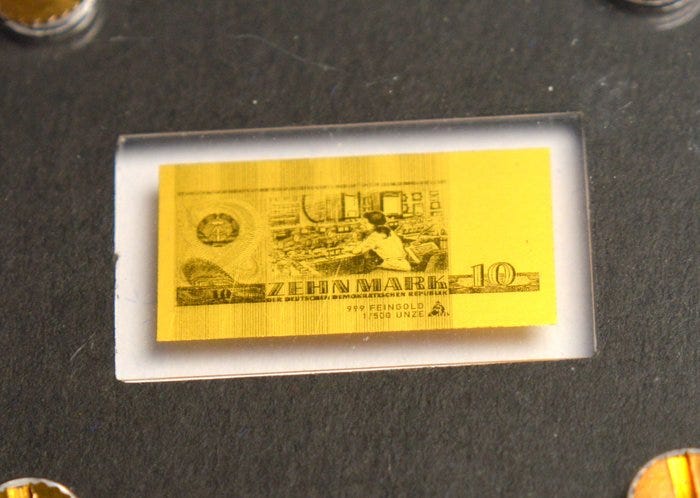 10 ZEHN MARK 10
DER DEUTSCHEN DEMOKRATISCHEN REPUBLIK
999 FEINGOLD
1/500 UNZE